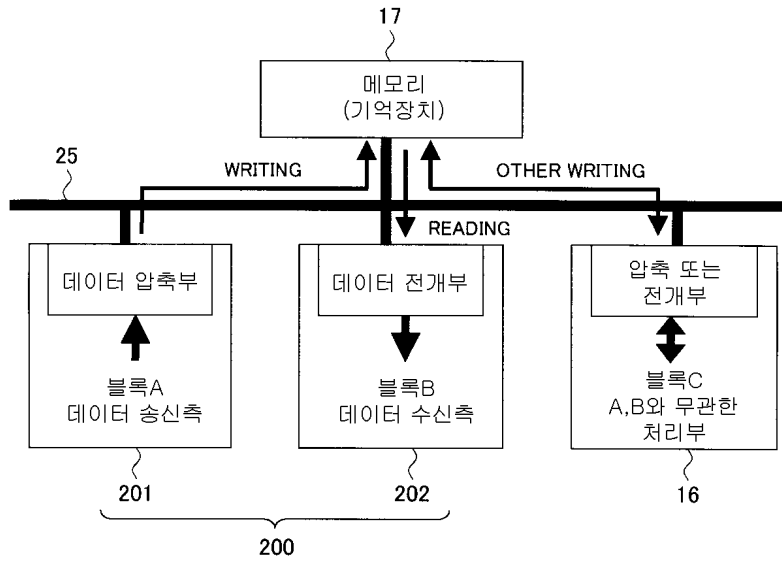 17
메모리
(기억장치)
25
WRITING
OTHER WRITING
READING
데이터 압축부
데이터 전개부
압축 또는
전개부
블록A
데이터 송신측
블록B
데이터 수신측
블록C
A,B와 무관한
처리부
201
202
16
200